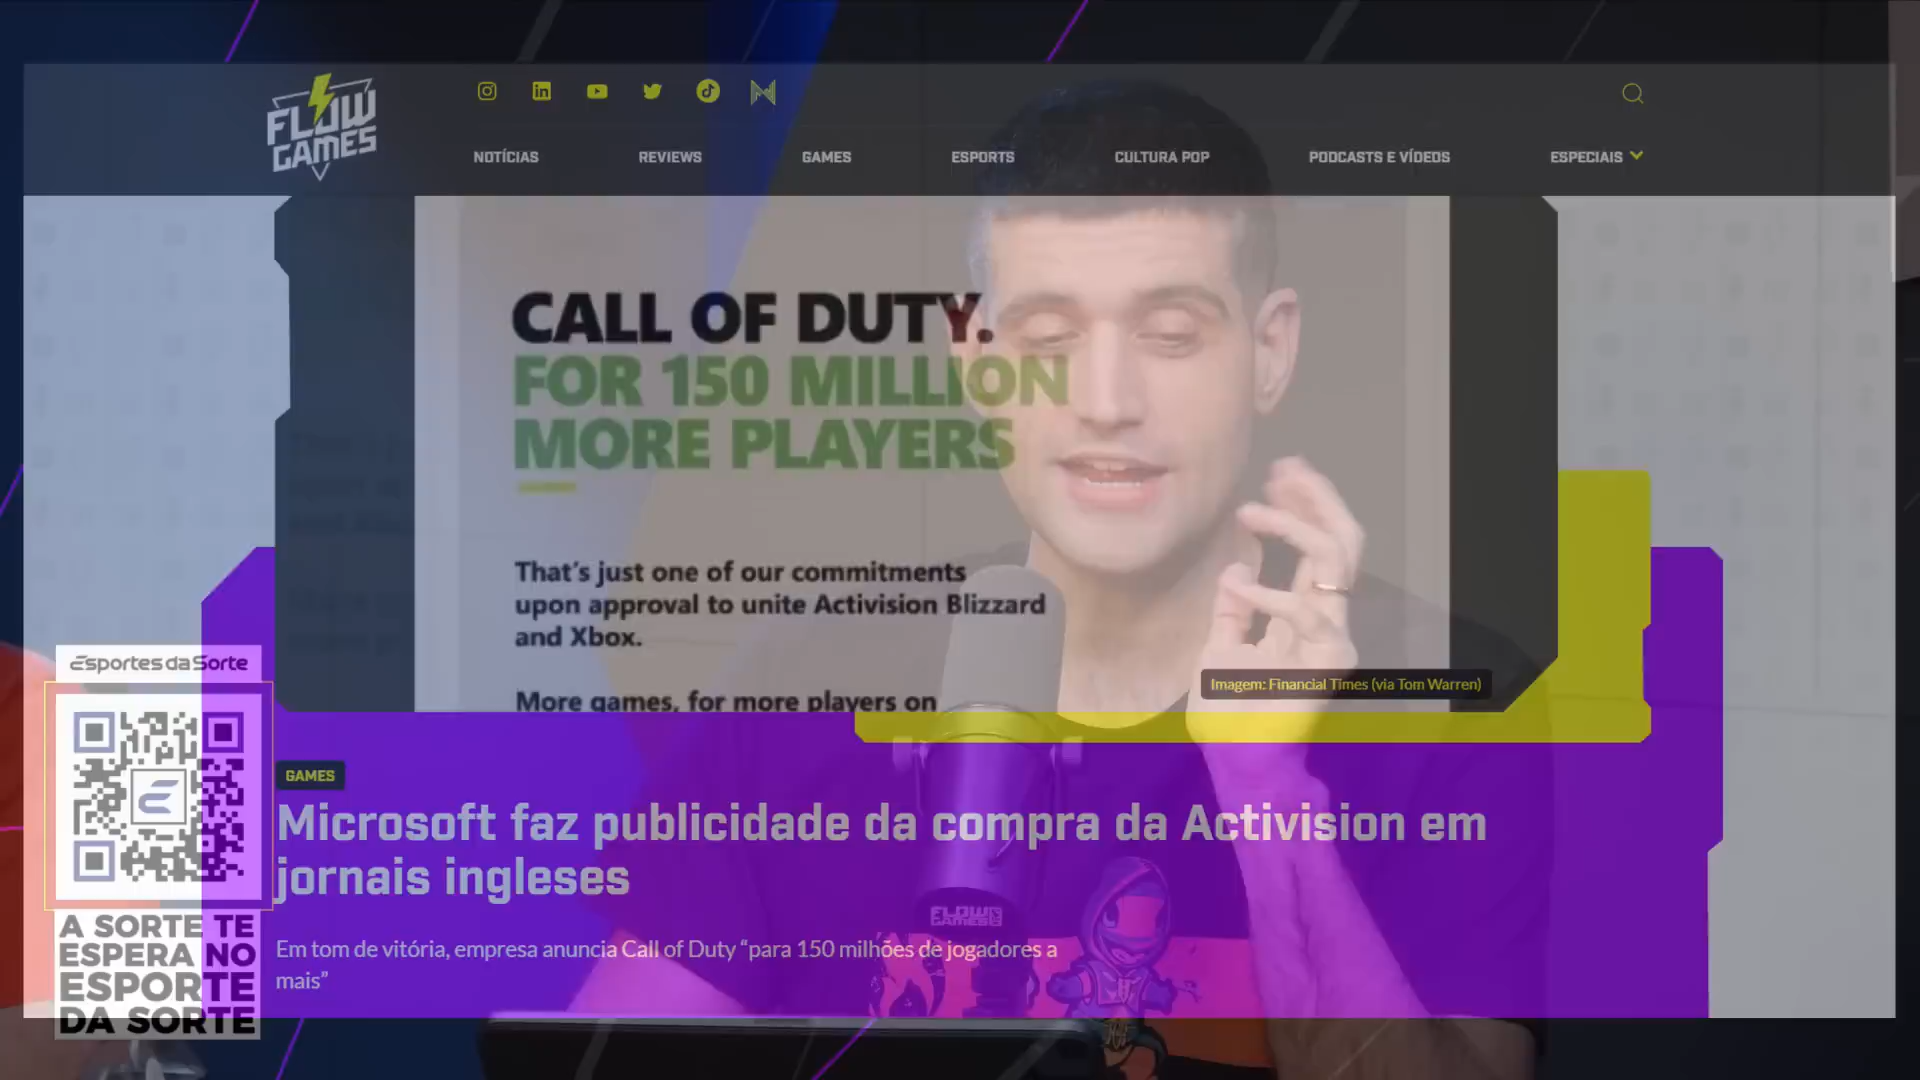 FLOW
GAMES
NOTÍCIAS
REVIEWS
GAMES
ESPORTS
CULTURA POP
PODCASTS E VÍDEOS
ESPECIAIS
CALL OF DUTY.
FOR 150 MILLION
MORE PLAYERS
That's just one of our commitments
upon approval to unite Activision Blizzard
and Xbox.
More games, for more players on
Imagem: Financial Times (via Tom Warren)
GAMES
Microsoft faz publicidade da compra da Activision em
jornais ingleses
Em tom de vitória, empresa anuncia Call of Duty “para 150 milhões de jogadores a
mais”
Esportes da Sorte
A SORTE TE
ESPERA NO
ESPORTE
DA SORTE
FLOW
GAMES